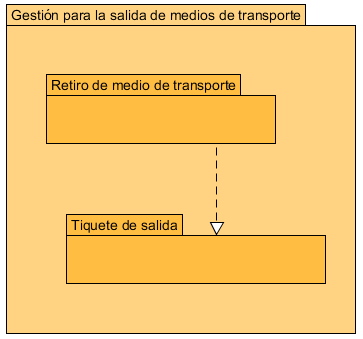 Gestión para la salida de medios de transporte
Retiro de medio de transporte
Tiquete de salida